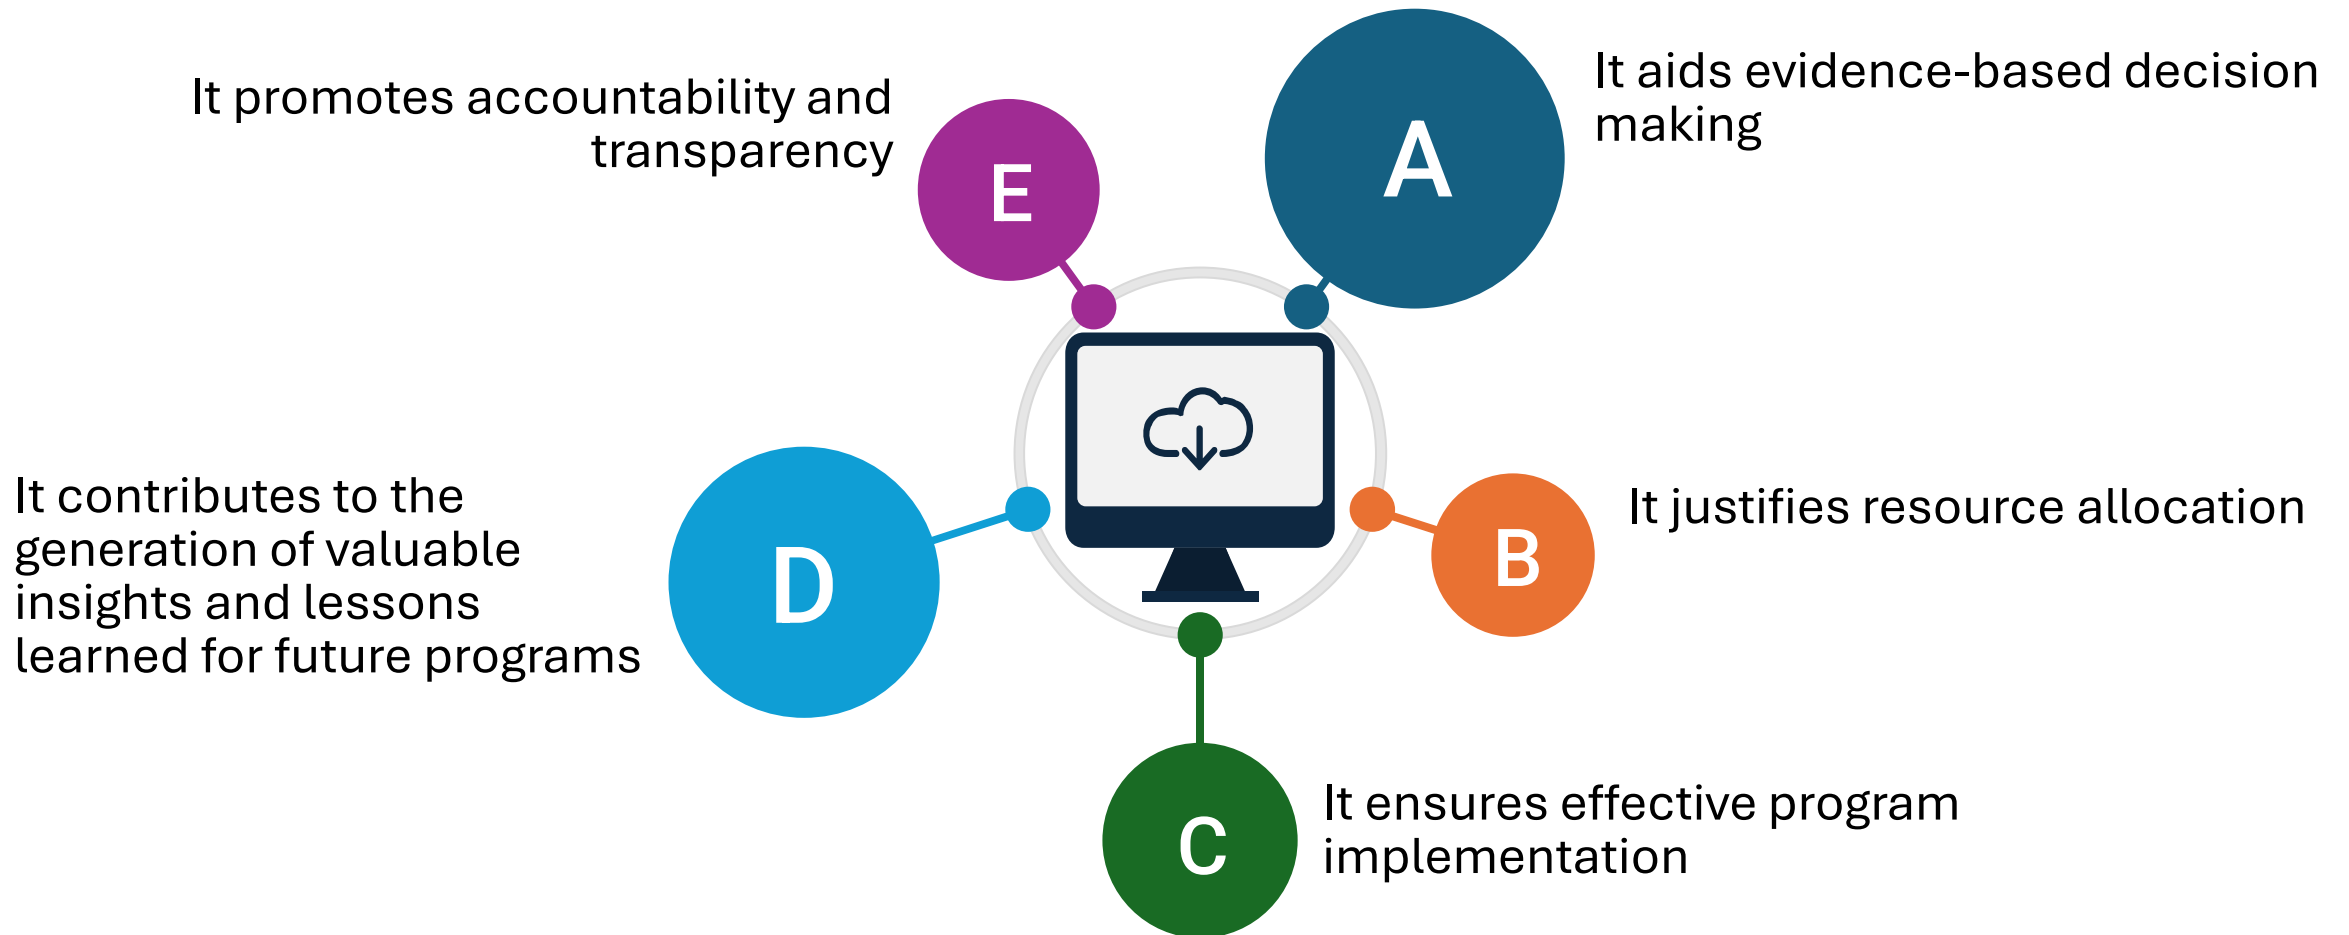 A
It aids evidence-based decision
making
B
It justifies resource allocation
C
It ensures effective program
implementation
D
It contributes to the
generation of valuable
insights and lessons
learned for future programs
E
It promotes accountability and
transparency